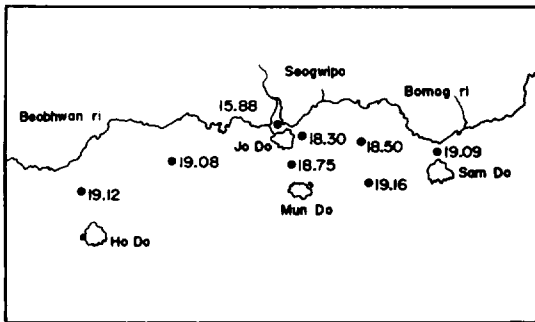 Seogwipo
Bomog ri
15.88
Beobhwan ri
Jo Do
18.30
18.50
19.09
19.08
18.75
19.16
Sam Do
19.12
Mun Do
Ho Do